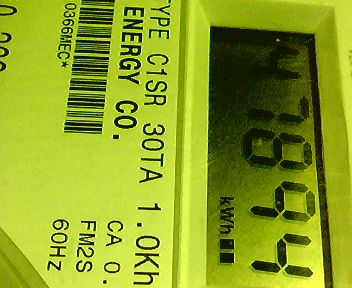 47894
kWh
TYPE C1SR 30TA 1.0Kh
ENERGY CO.
CA 0.
FM2S
60Hz
0366MEC*